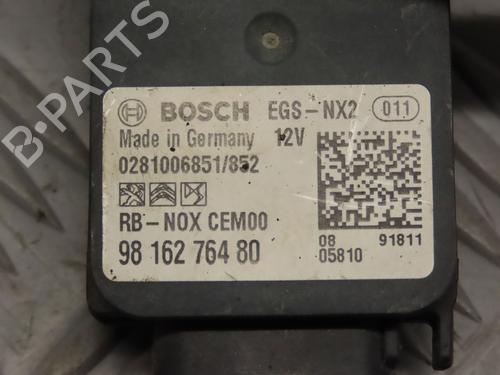 BOSCH EGS-NX2 011
Made in Germany 12V
0281006851/852
RB-NOX CEM00
98 162 764 80
08 91811
05810
B-PARTS